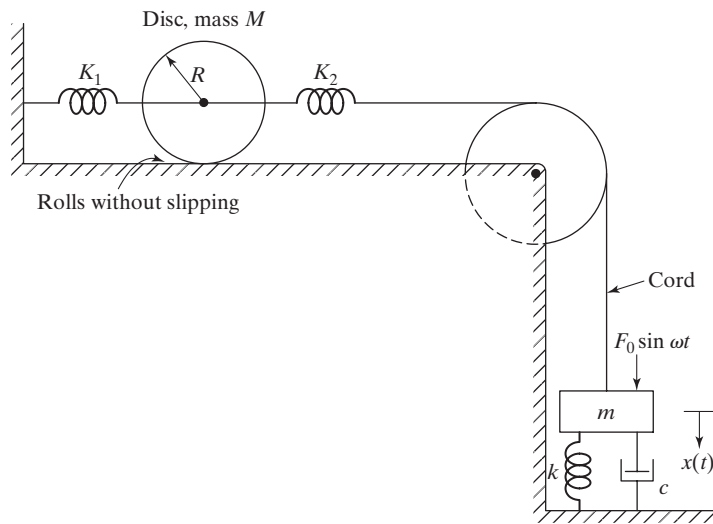 Disc, mass M
K₁
R
K₂
Rolls without slipping
Cord
F₀ sin ωt
m
k
c
x(t)